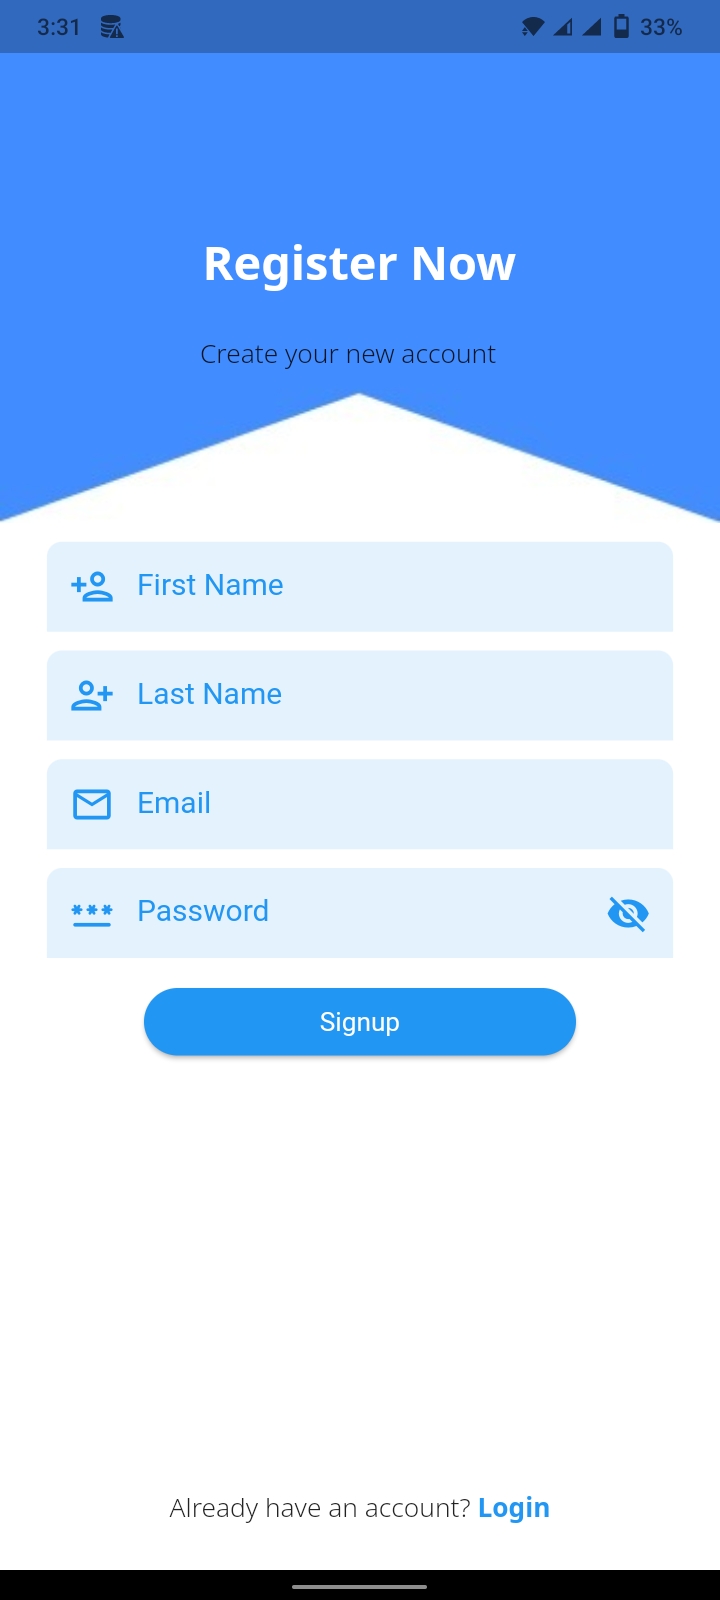 3:31 33%
Register Now
Create your new account
First Name
Last Name
Email
Password
Signup
Already have an account? Login